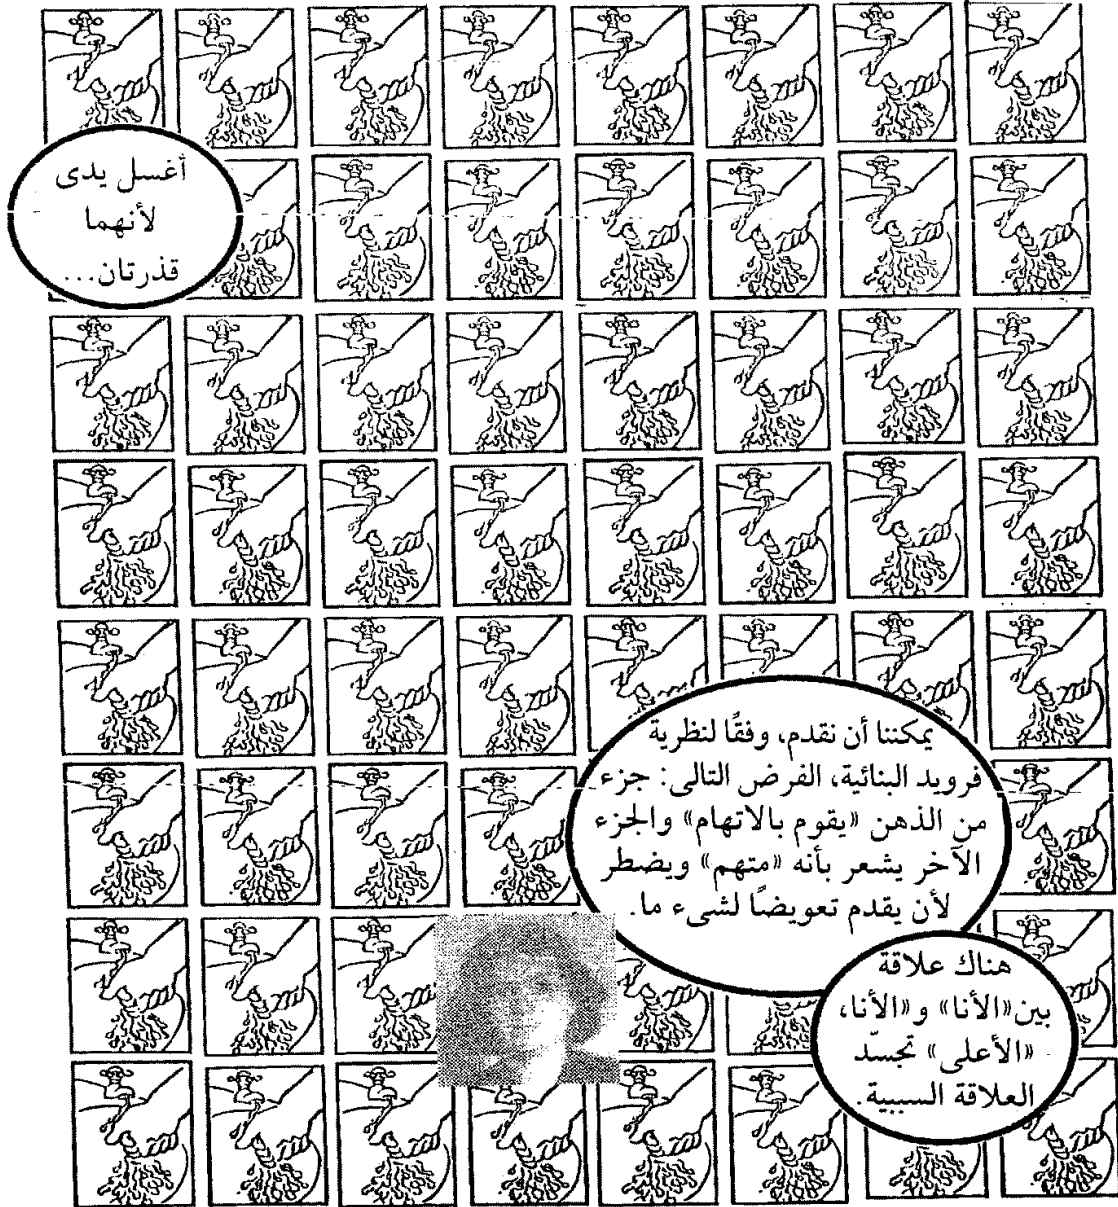 أغسل يدى
لأنهما
قذرتان...
يمكننا أن نقدم، وفقًا لنظرية
فرويد البنائية، الفرض التالى: جزء
من الذهن «يقوم بالاتهام» والجزء
الآخر يشعر بأنه «متهم» ويضطر
لأن يقدم تعويضًا لشىء ما.
هناك علاقة
بين «الأنا» و«الأنا،
«الأعلى» تجسّد
العلاقة السببية.